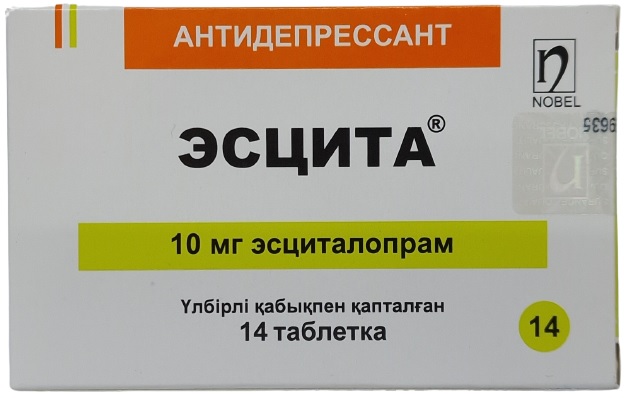 АНТИДЕПРЕССАНТ
NOBEL
ЭСЦИТА®
10 мг эсциталопрам
Үлбірлі қабықпен қапталған
14 таблетка
14